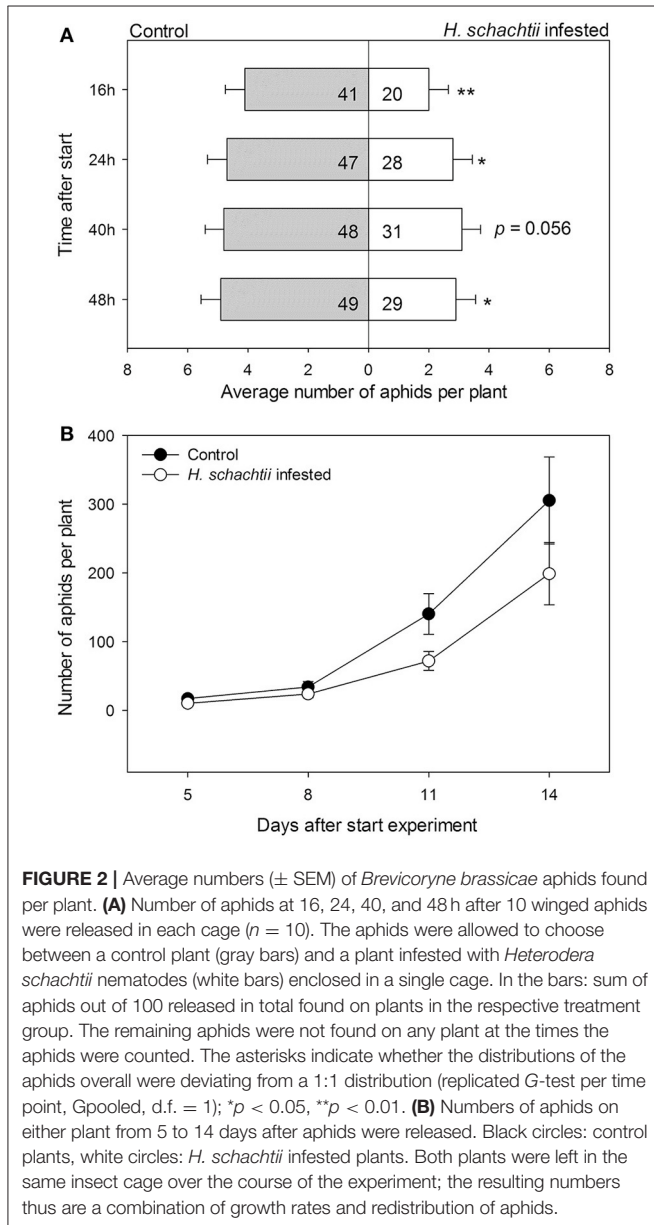 A
Control
H. schachtii infested
16h
41
20
**
24h
47
28
*
40h
48
31
p = 0.056
48h
49
29
*
Time after start
8 6 4 2 0 2 4 6 8
Average number of aphids per plant
B
400
300
200
100
0
Control
H. schachtii infested
Number of aphids per plant
5 8 11 14
Days after start experiment
FIGURE 2 | Average numbers (± SEM) of Brevicoryne brassicae aphids found
per plant. (A) Number of aphids at 16, 24, 40, and 48 h after 10 winged aphids
were released in each cage (n = 10). The aphids were allowed to choose
between a control plant (gray bars) and a plant infested with Heterodera
schachtii nematodes (white bars) enclosed in a single cage. In the bars: sum of
aphids out of 100 released in total found on plants in the respective treatment
group. The remaining aphids were not found on any plant at the times the
aphids were counted. The asterisks indicate whether the distributions of the
aphids overall were deviating from a 1:1 distribution (replicated G-test per time
point, Gpooled, d.f. = 1); *p < 0.05, **p < 0.01. (B) Numbers of aphids on
either plant from 5 to 14 days after aphids were released. Black circles: control
plants, white circles: H. schachtii infested plants. Both plants were left in the
same insect cage over the course of the experiment; the resulting numbers
thus are a combination of growth rates and redistribution of aphids.